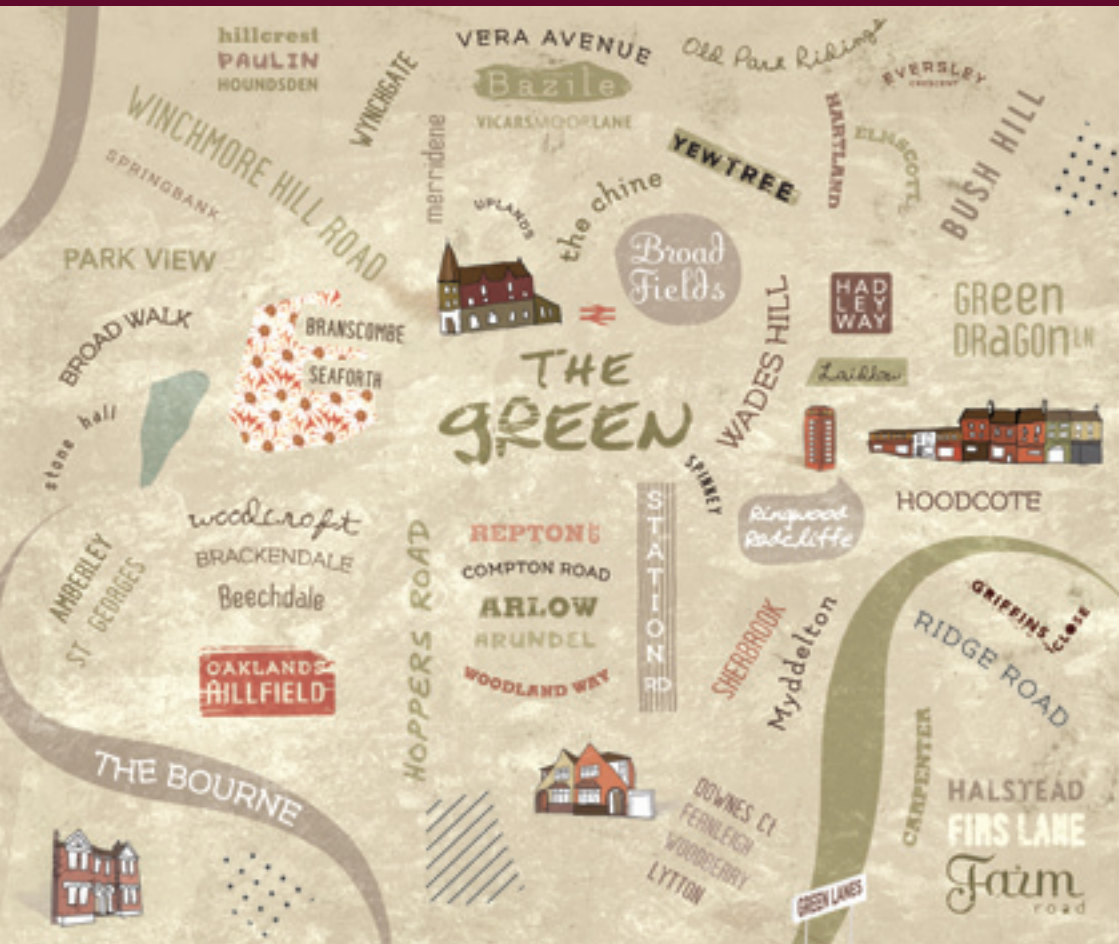 hillcrest
PAULIN
HOUNSDEN
VERA AVENUE
Bazile
VICARSMOORLANE
Old Park Ridings
EVERSLEY
CRESCENT
WYNCHGATE
WINCHMORE HILL ROAD
SPRINGBANK
merridene
UPLANDS
the chine
YEWTREE
HARTLAND
ELMSCOTT
BUSH HILL
PARK VIEW
Broad
Fields
BROAD WALK
BRANSCOMBE
SEAFORTH
stone hall
THE
GREEN
WADES HILL
HAD
LEY
WAY
GREEN
DRAGON LN
Laidlaw
SPINNEY
HOODCOTE
Ringwood
Radcliffe
woodcroft
BRACKENDALE
Beechdale
AMBERLEY
ST GEORGES
OAKLANDS
HILLFIELD
HOPPERS ROAD
REPTON CT
COMPTON ROAD
ARLOW
ARUNDEL
WOODLAND WAY
STATION RD
SHERBROOK
Myddelton
GRIFFINS CLOSE
RIDGE ROAD
THE BOURNE
DOWNES Ct
FERNLEIGH
WOODBERRY
LYTTON
CARPENTER
HALSTEAD
FIRS LANE
Farm
road
GREEN LANES